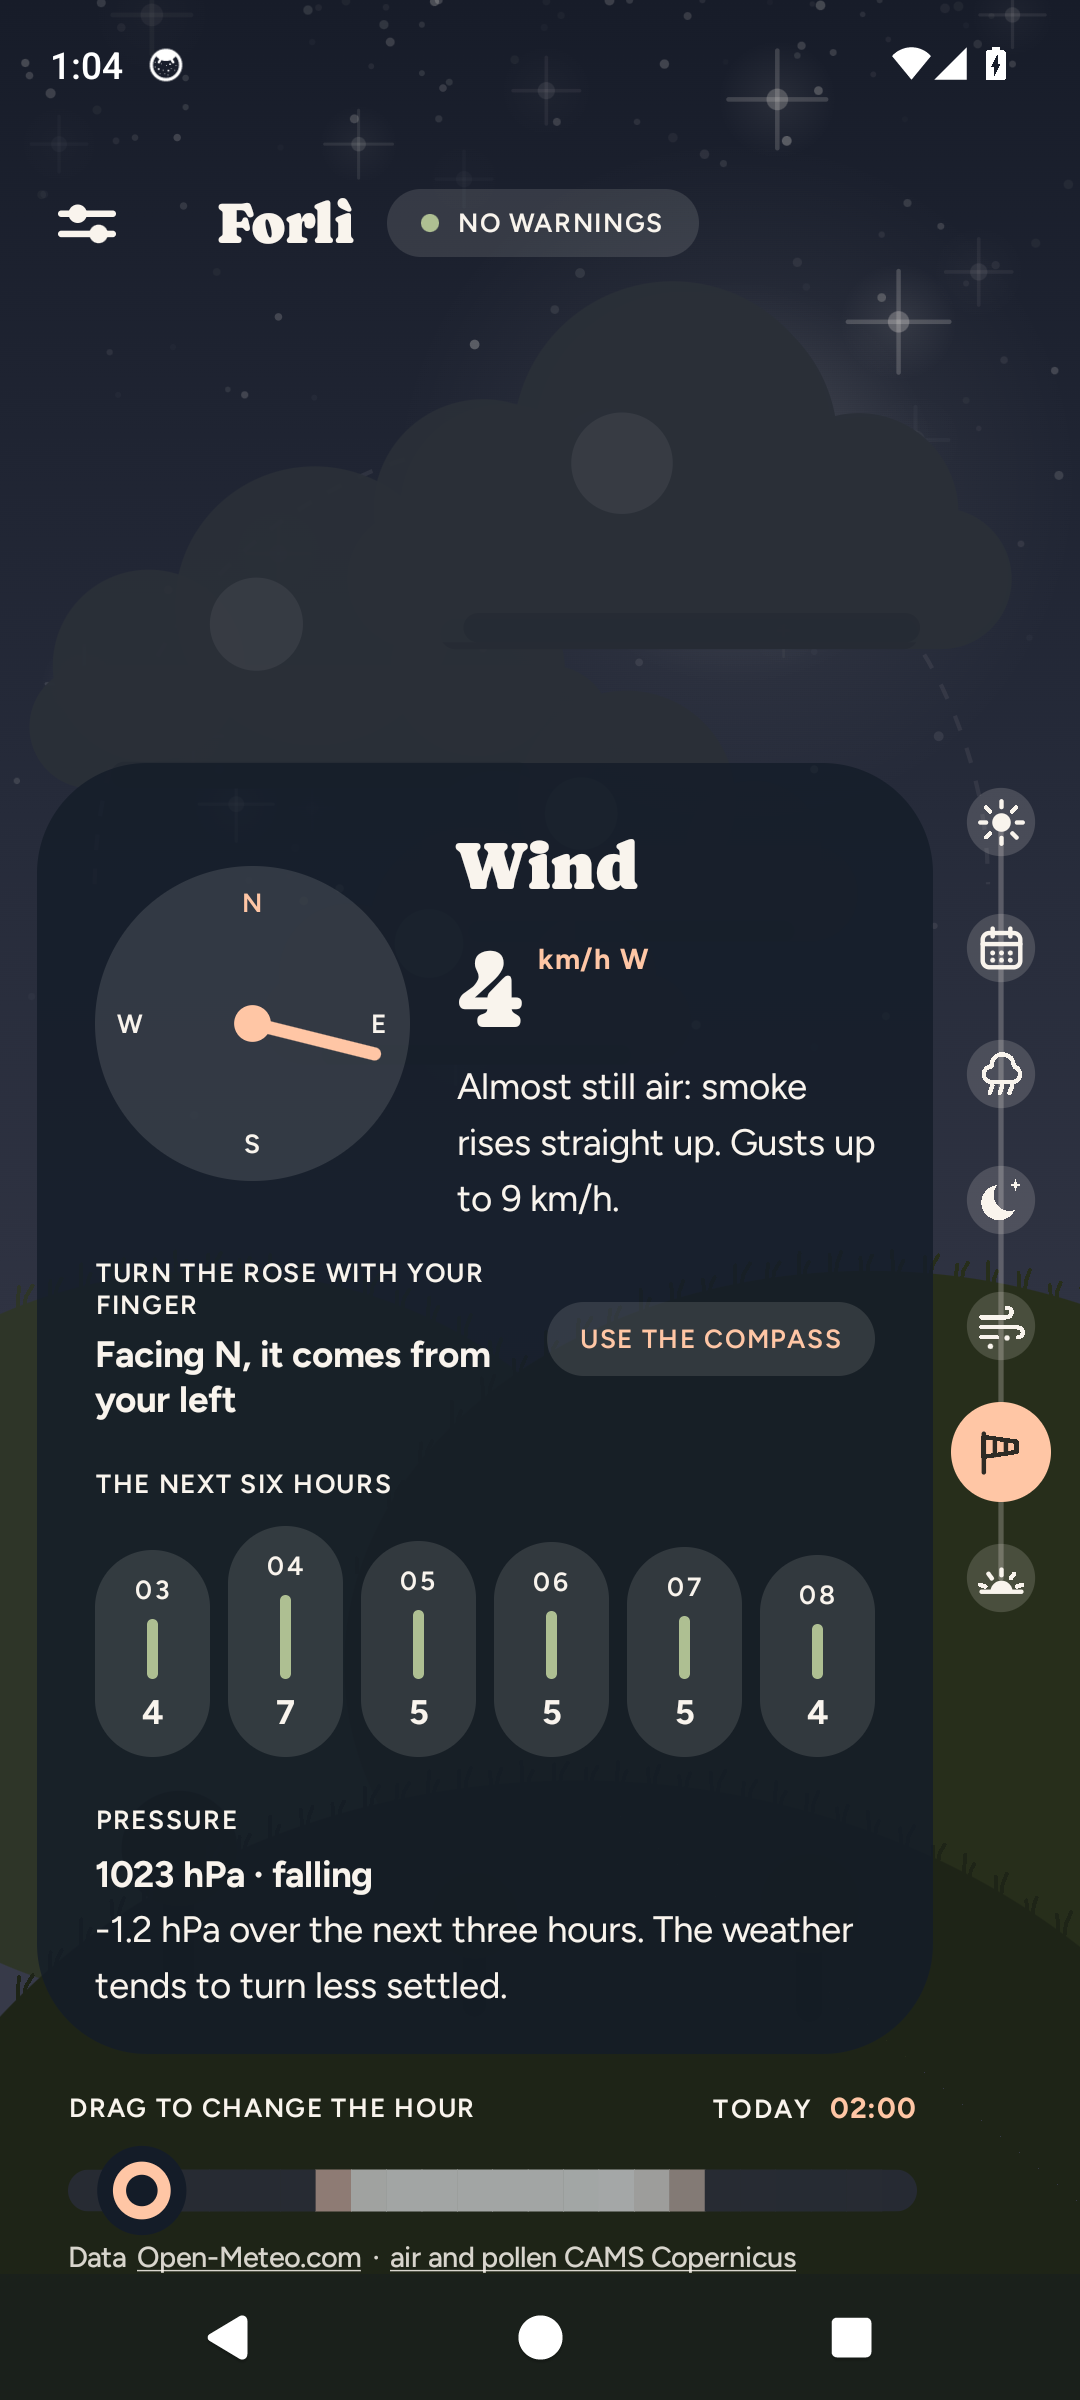 1:04
Forlì
NO WARNINGS
Wind
N
W
E
S
4 km/h W
Almost still air: smoke
rises straight up. Gusts up
to 9 km/h.
TURN THE ROSE WITH YOUR
FINGER
Facing N, it comes from
your left
USE THE COMPASS
THE NEXT SIX HOURS
03 04 05 06 07 08
4 7 5 5 5 4
PRESSURE
1023 hPa · falling
-1.2 hPa over the next three hours. The weather
tends to turn less settled.
DRAG TO CHANGE THE HOUR
TODAY 02:00
Data Open-Meteo.com · air and pollen CAMS Copernicus